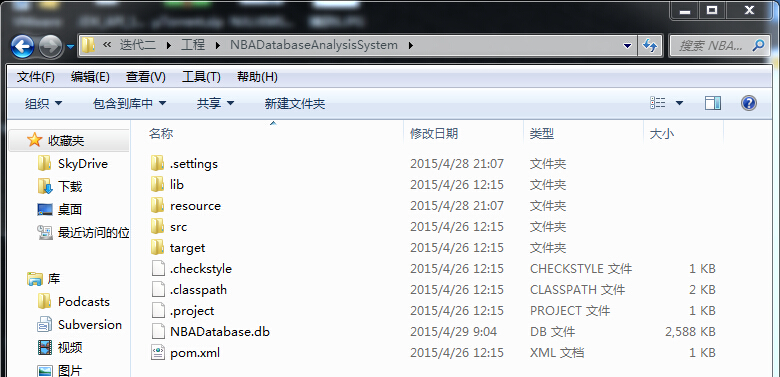 « 迭代二 ▸ 工程 ▸ NBADatabaseAnalysisSystem ▸
搜索 NBA...
文件(F) 编辑(E) 查看(V) 工具(T) 帮助(H)
组织 包含到库中 共享 新建文件夹
收藏夹
SkyDrive
下载
桌面
最近访问的位
库
Podcasts
Subversion
视频
图片
名称 修改日期 类型 大小
.settings 2015/4/28 21:07 文件夹
lib 2015/4/26 12:15 文件夹
resource 2015/4/28 21:07 文件夹
src 2015/4/26 12:15 文件夹
target 2015/4/26 12:15 文件夹
.checkstyle 2015/4/26 12:15 CHECKSTYLE 文件 1 KB
.classpath 2015/4/26 12:15 CLASSPATH 文件 2 KB
.project 2015/4/26 12:15 PROJECT 文件 1 KB
NBADatabase.db 2015/4/29 9:04 DB 文件 2,588 KB
pom.xml 2015/4/26 12:15 XML 文档 1 KB